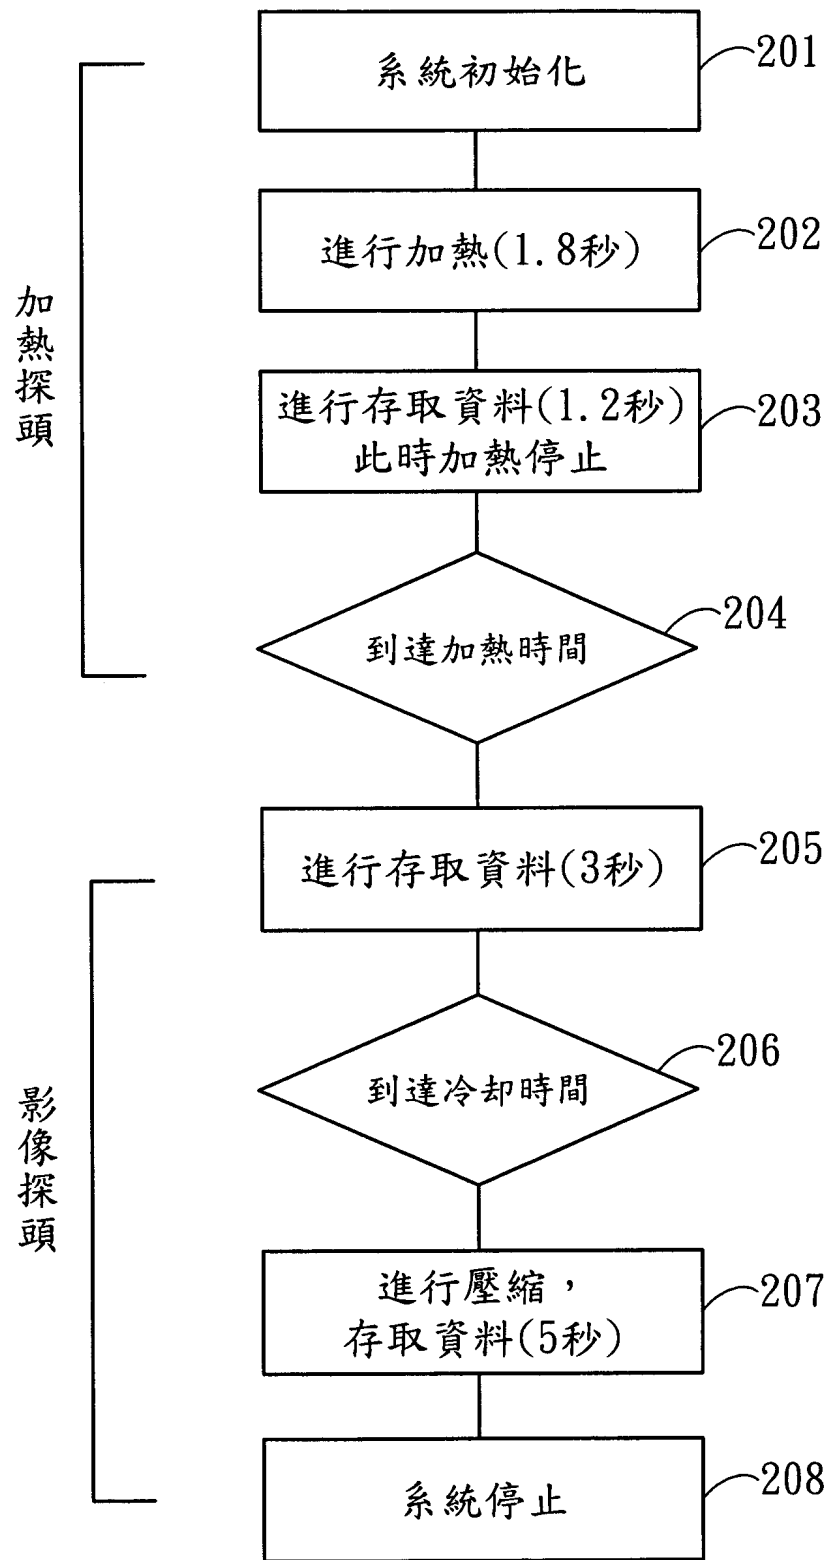 系統初始化
201
進行加熱(1.8秒)
202
進行存取資料(1.2秒)
此時加熱停止
203
到達加熱時間
204
加熱探頭
進行存取資料(3秒)
205
到達冷却時間
206
進行壓縮，
存取資料(5秒)
207
系統停止
208
影像探頭